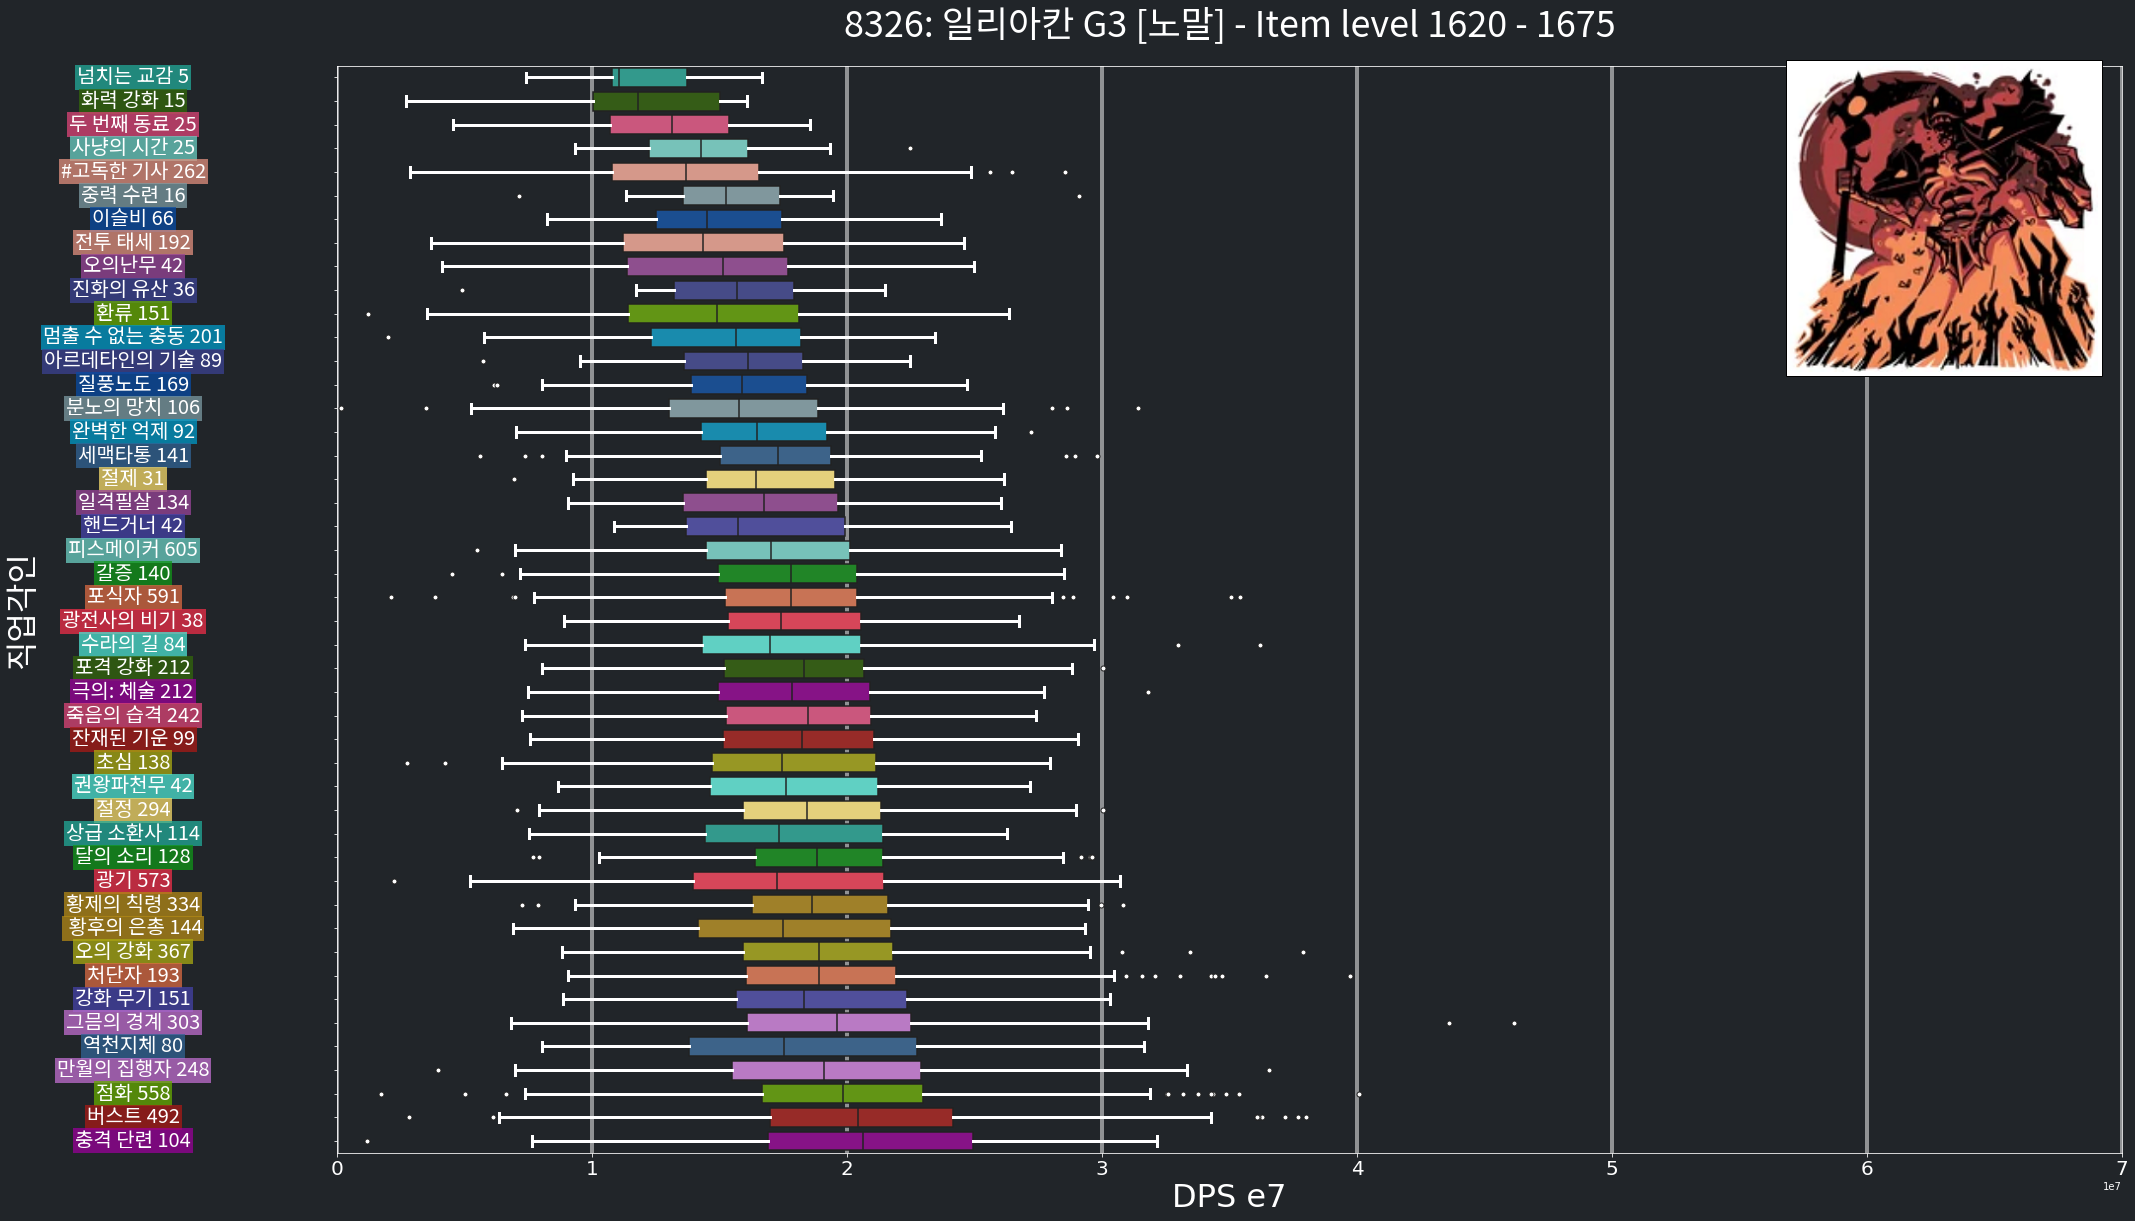 8326: 일리아칸 G3 [노말] - Item level 1620 - 1675
넘치는 교감 5
화력 강화 15
두 번째 동료 25
사냥의 시간 25
#고독한 기사 262
중력 수련 16
이슬비 66
전투 태세 192
오의난무 42
진화의 유산 36
환류 151
멈출 수 없는 충동 201
아르데타인의 기술 89
질풍노도 169
분노의 망치 106
완벽한 억제 92
세맥타통 141
절제 31
일격필살 134
핸드거너 42
피스메이커 605
갈증 140
포식자 591
광전사의 비기 38
수라의 길 84
포격 강화 212
극의: 체술 212
죽음의 습격 242
잔재된 기운 99
초심 138
권왕파천무 42
절정 294
상급 소환사 114
달의 소리 128
광기 573
황제의 칙령 334
황후의 은총 144
오의 강화 367
처단자 193
강화 무기 151
그믐의 경계 303
역천지체 80
만월의 집행자 248
점화 558
버스트 492
충격 단련 104
직업각인
0 1 2 3 4 5 6 7
1e7
DPS e7